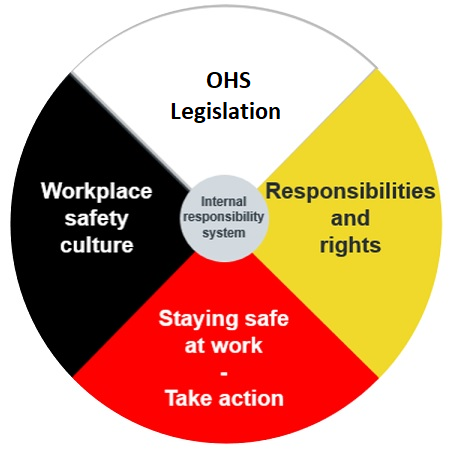 OHS
Legislation
Workplace
safety
culture
Internal
responsibility
system
Responsibilities
and
rights
Staying safe
at work
-
Take action